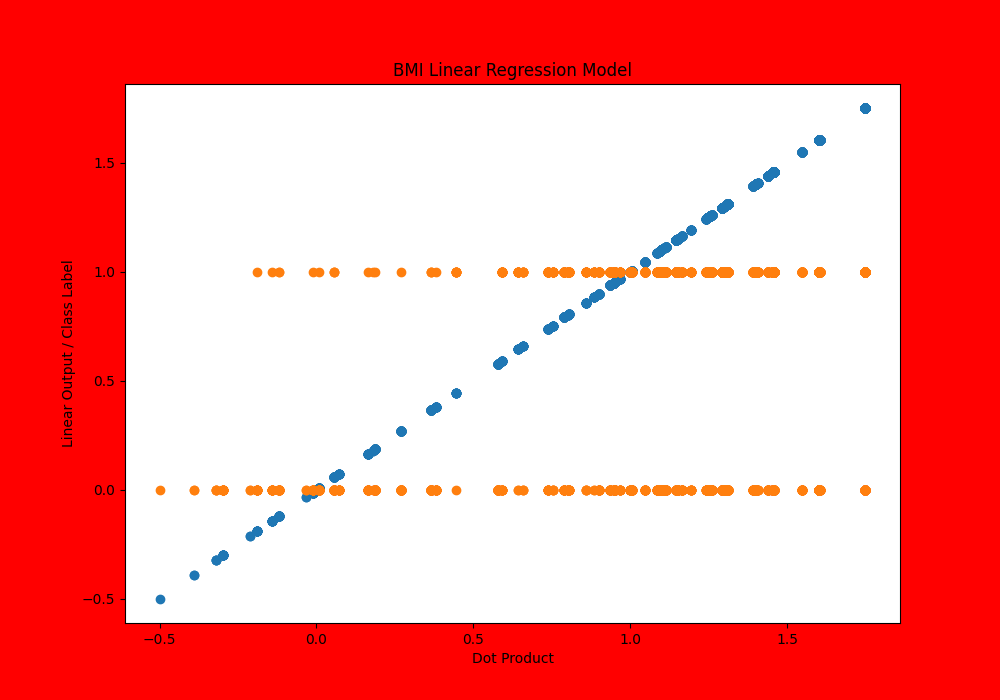 BMI Linear Regression Model
Linear Output / Class Label
1.5
1.0
0.5
0.0
−0.5
−0.5 0.0 0.5 1.0 1.5
Dot Product